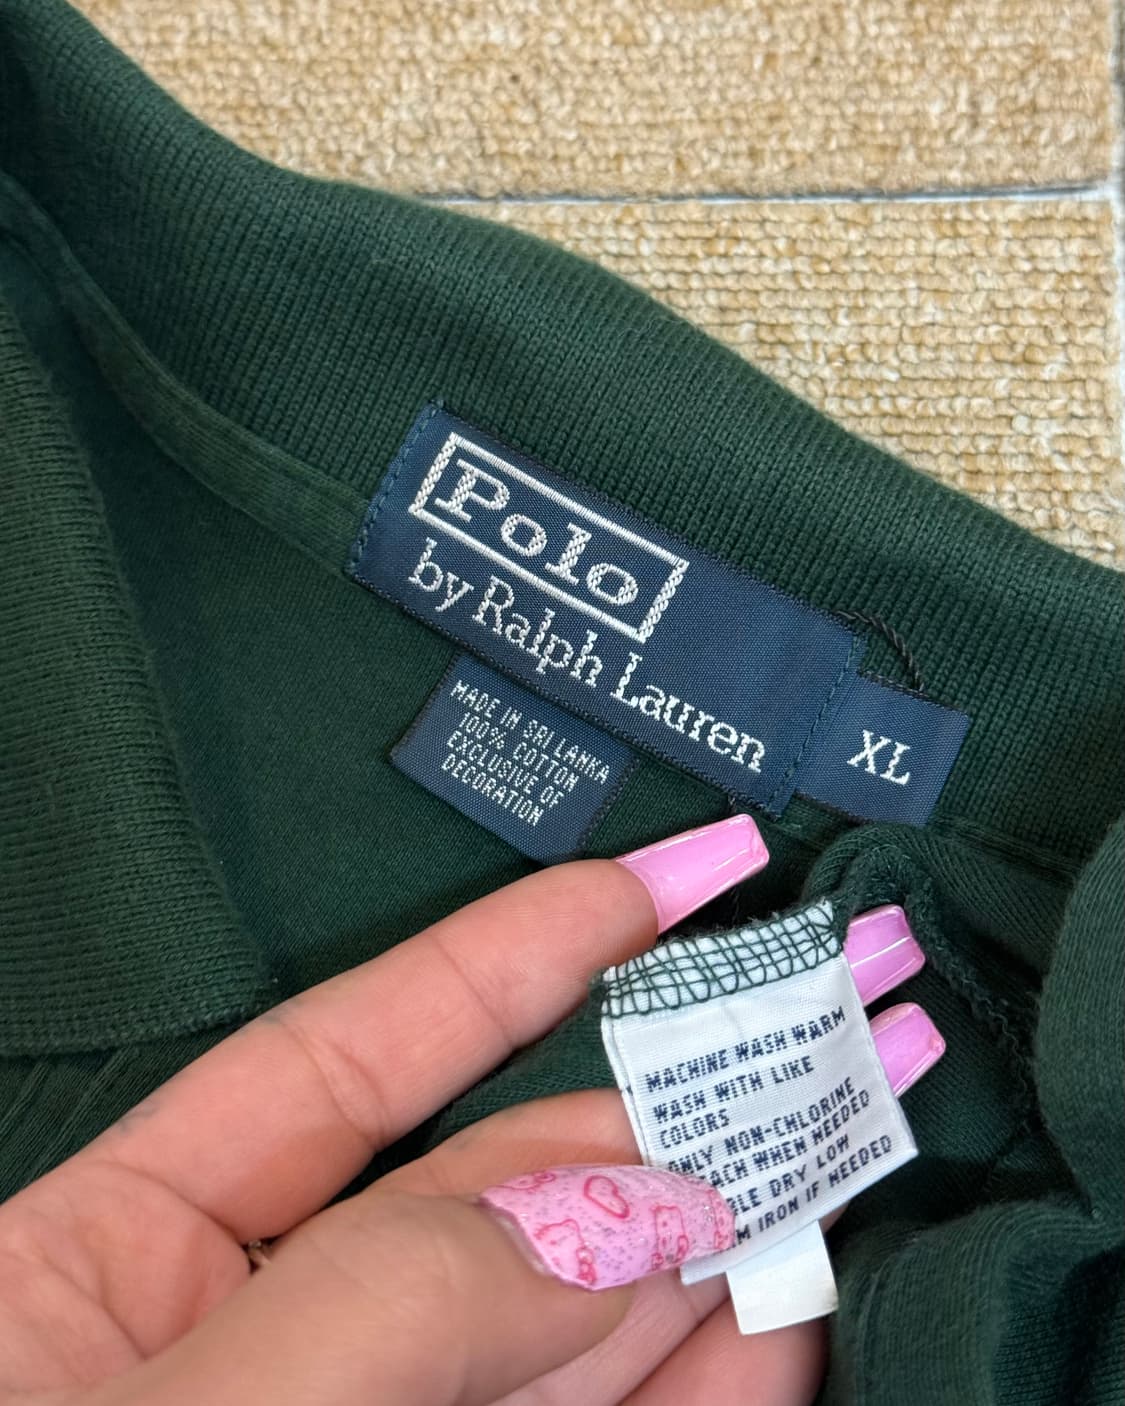 Polo
by Ralph Lauren
XL
MADE IN SRI LANKA
100% COTTON
EXCLUSIVE OF
DECORATION
MACHINE WASH WARM
WASH WITH LIKE
COLORS
ONLY NON-CHLORINE
WHEN NEEDED
DRY LOW
IRON IF NEEDED